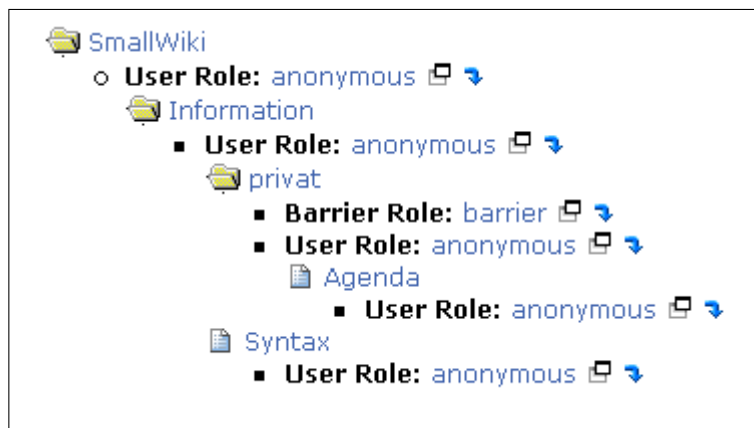 SmallWiki
User Role: anonymous
Information
User Role: anonymous
privat
Barrier Role: barrier
User Role: anonymous
Agenda
User Role: anonymous
Syntax
User Role: anonymous